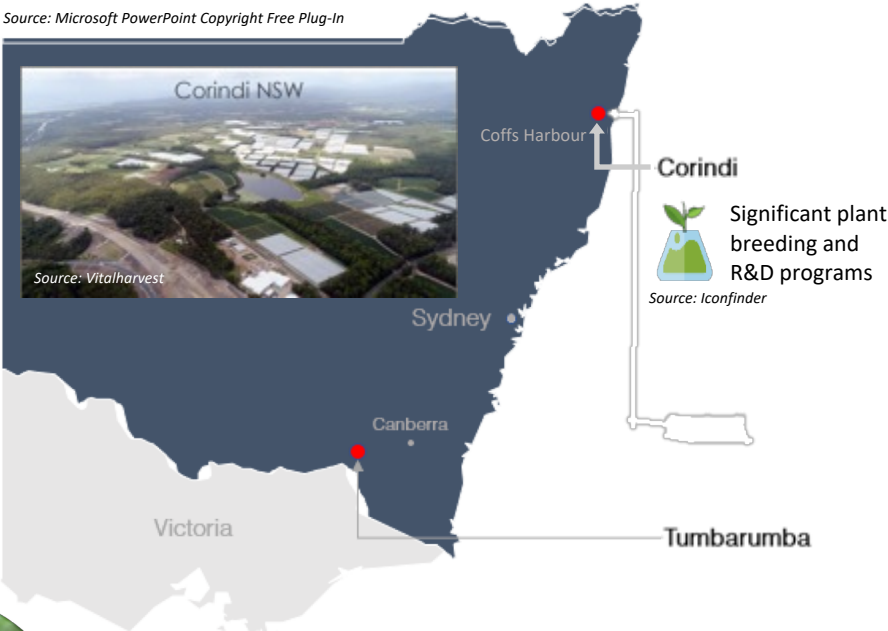 Source: Microsoft PowerPoint Copyright Free Plug-In
Corindi NSW
Source: Vitalharvest
Coffs Harbour
Corindi
Significant plant
breeding and
R&D programs
Source: Iconfinder
Sydney
Canberra
Victoria
Tumbarumba